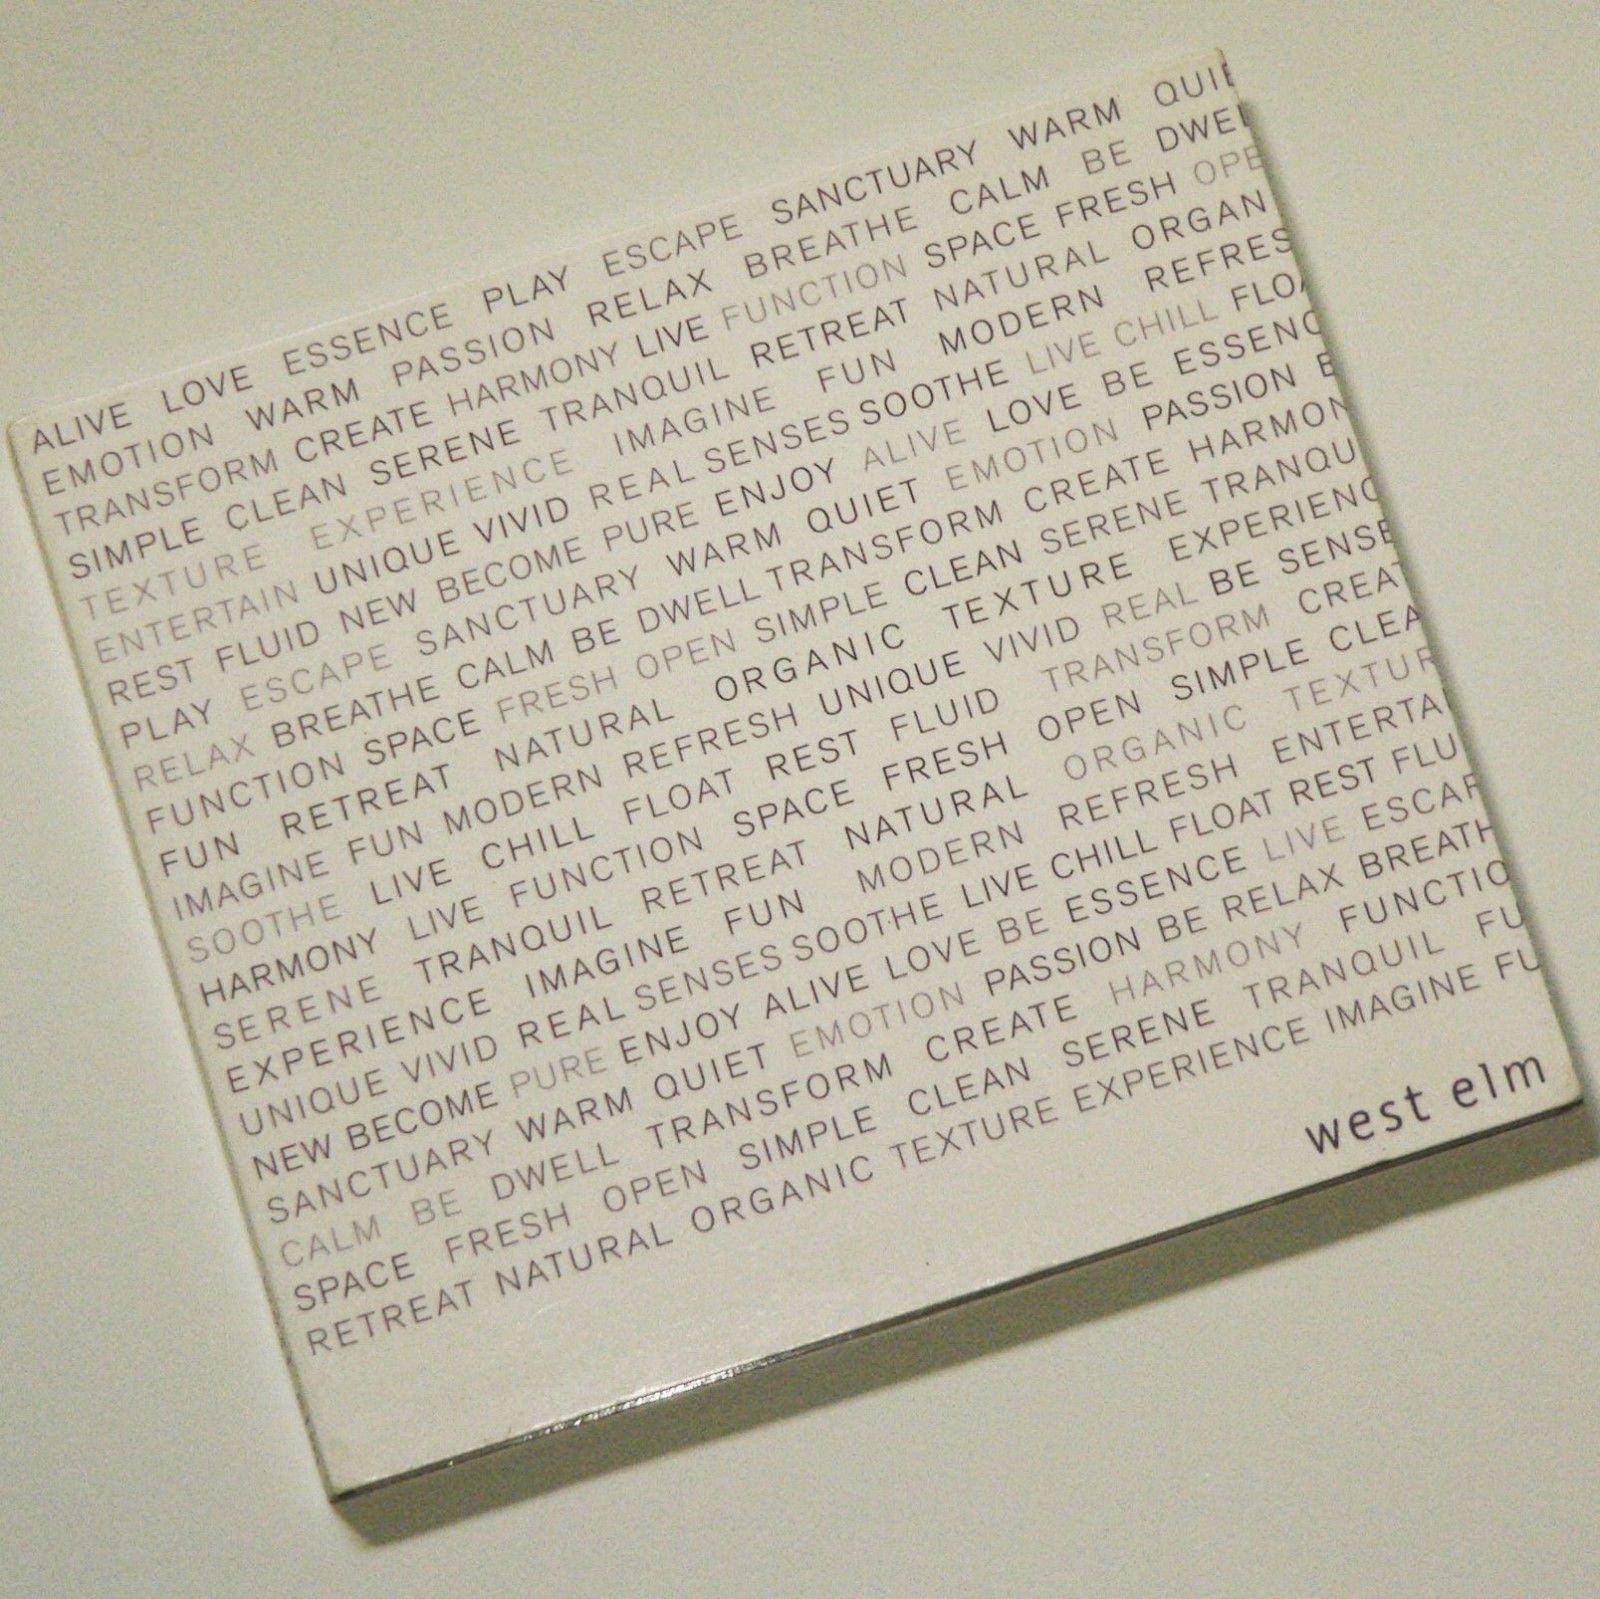 ALIVE LOVE ESSENCE PLAY ESCAPE SANCTUARY WARM QUIE
EMOTION WARM PASSION RELAX BREATHE CALM BE DWEL
TRANSFORM CREATE HARMONY LIVE FUNCTION SPACE FRESH OPE
SIMPLE CLEAN SERENE TRANQUIL RETREAT NATURAL ORGAN
TEXTURE EXPERIENCE IMAGINE FUN MODERN REFRES
ENTERTAIN UNIQUE VIVID REAL SENSES SOOTHE LIVE CHILL FLOA
REST FLUID NEW BECOME PURE ENJOY ALIVE LOVE BE ESSENC
PLAY ESCAPE SANCTUARY WARM QUIET EMOTION PASSION B
RELAX BREATHE CALM BE DWELL TRANSFORM CREATE HARMON
FUNCTION SPACE FRESH OPEN SIMPLE CLEAN SERENE TRANQU
FUN RETREAT NATURAL ORGANIC TEXTURE EXPERIENC
IMAGINE FUN MODERN REFRESH UNIQUE VIVID REAL BE SENSE
SOOTHE LIVE CHILL FLOAT REST FLUID TRANSFORM CREAT
HARMONY LIVE FUNCTION SPACE FRESH OPEN SIMPLE CLEA
SERENE TRANQUIL RETREAT NATURAL ORGANIC TEXTUR
EXPERIENCE IMAGINE FUN MODERN REFRESH ENTERTA
UNIQUE VIVID REAL SENSES SOOTHE LIVE CHILL FLOAT REST FLU
NEW BECOME PURE ENJOY ALIVE LOVE BE ESSENCE LIVE ESCAP
SANCTUARY WARM QUIET EMOTION PASSION BE RELAX BREATH
CALM BE DWELL TRANSFORM CREATE HARMONY FUNCTIO
SPACE FRESH OPEN SIMPLE CLEAN SERENE TRANQUIL FU
RETREAT NATURAL ORGANIC TEXTURE EXPERIENCE IMAGINE FU
west elm